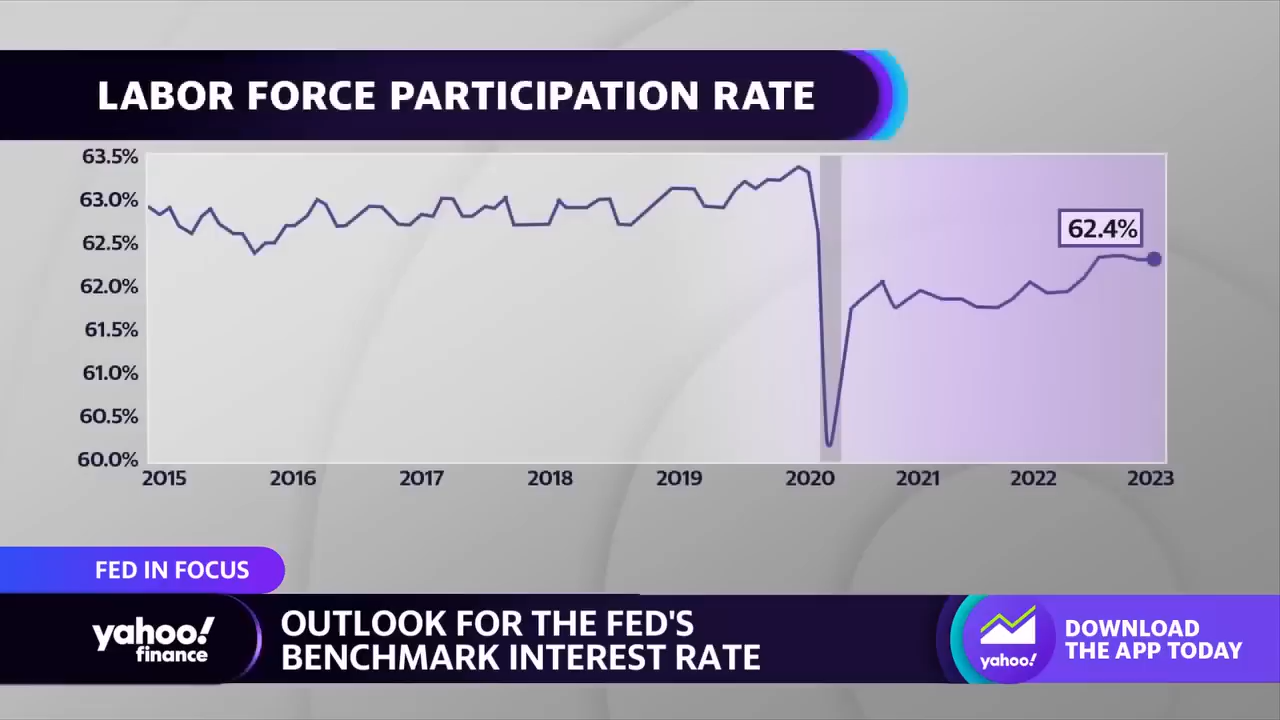 LABOR FORCE PARTICIPATION RATE
63.5%
63.0%
62.5%
62.0%
61.5%
61.0%
60.5%
60.0%
62.4%
2015 2016 2017 2018 2019 2020 2021 2022 2023
FED IN FOCUS
yahoo!
finance
OUTLOOK FOR THE FED'S
BENCHMARK INTEREST RATE
yahoo!
DOWNLOAD
THE APP TODAY